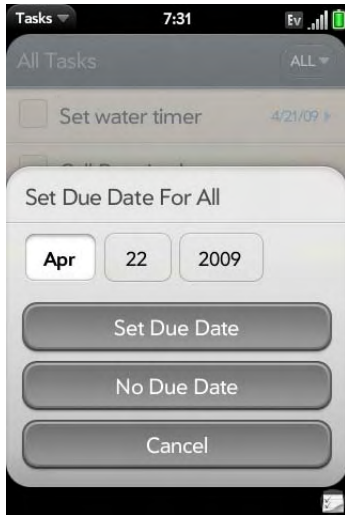 Tasks 7:31 Ev
All Tasks ALL
Set water timer 4/21/09
Set Due Date For All
Apr 22 2009
Set Due Date
No Due Date
Cancel